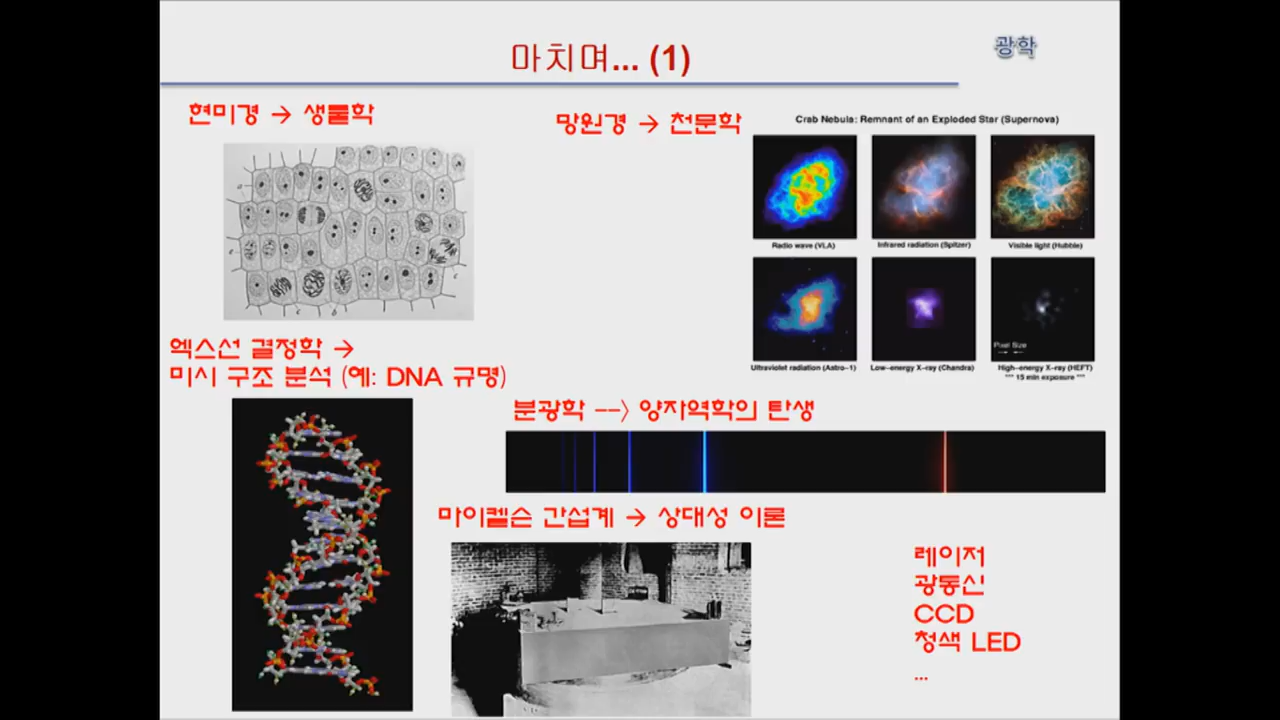 마치며... (1)
광학
현미경 → 생물학
망원경 → 천문학
Crab Nebula: Remnant of an Exploded Star (Supernova)
Radio wave (VLA)
Infrared radiation (Spitzer)
Visible light (Hubble)
Ultraviolet radiation (Astro-1)
Low-energy X-ray (Chandra)
Pixel Size
High-energy X-ray (HEFT)
*** 15 min exposure ***
엑스선 결정학 →
미시 구조 분석 (예: DNA 규명)
분광학 --> 양자역학의 탄생
마이켈슨 간섭계 → 상대성 이론
레이저
광통신
CCD
청색 LED
...